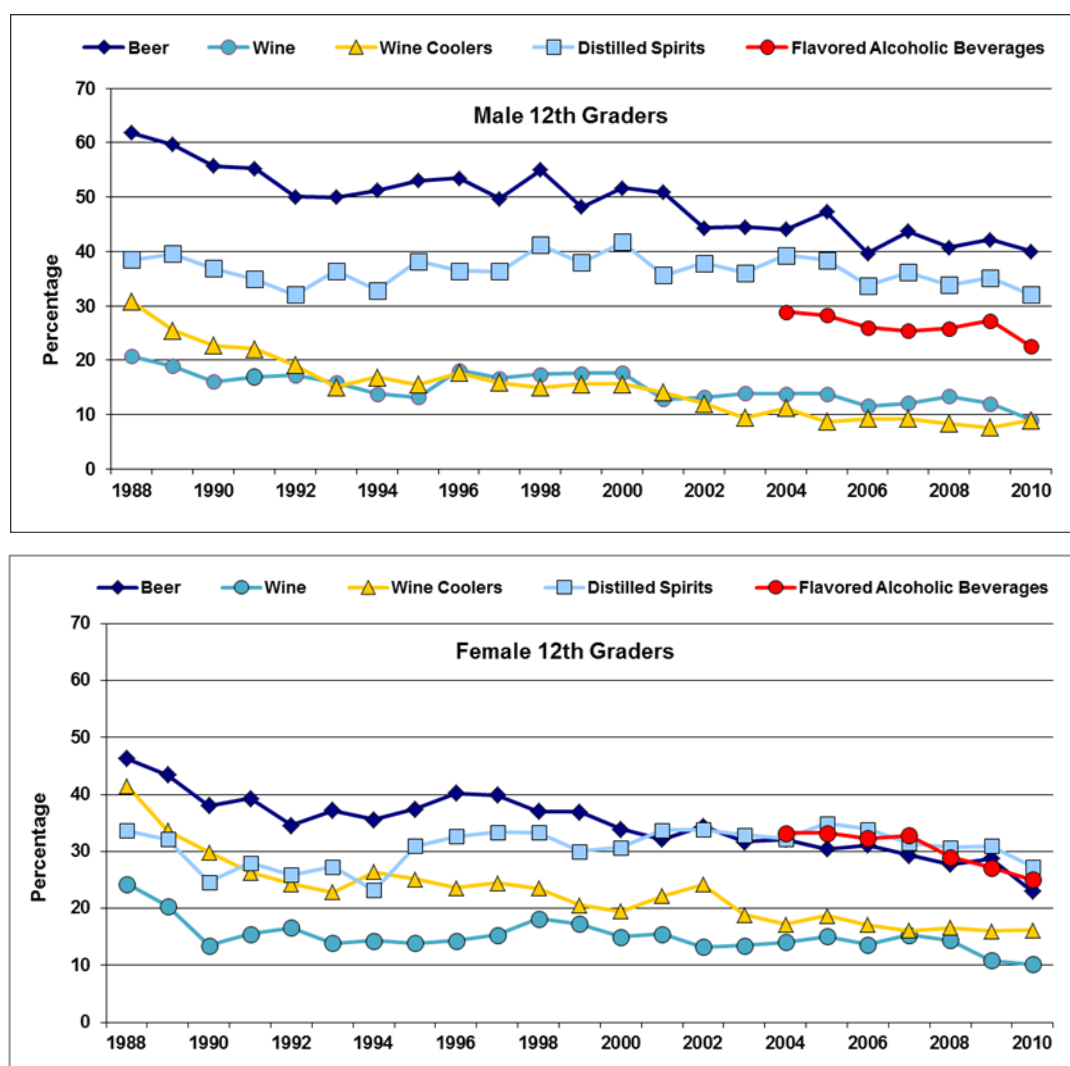 Beer Wine Wine Coolers Distilled Spirits Flavored Alcoholic Beverages
70
Male 12th Graders
60
50
40
30
20
10
0
Percentage
1988 1990 1992 1994 1996 1998 2000 2002 2004 2006 2008 2010
Beer Wine Wine Coolers Distilled Spirits Flavored Alcoholic Beverages
70
Female 12th Graders
60
50
40
30
20
10
0
Percentage
1988 1990 1992 1994 1996 1998 2000 2002 2004 2006 2008 2010